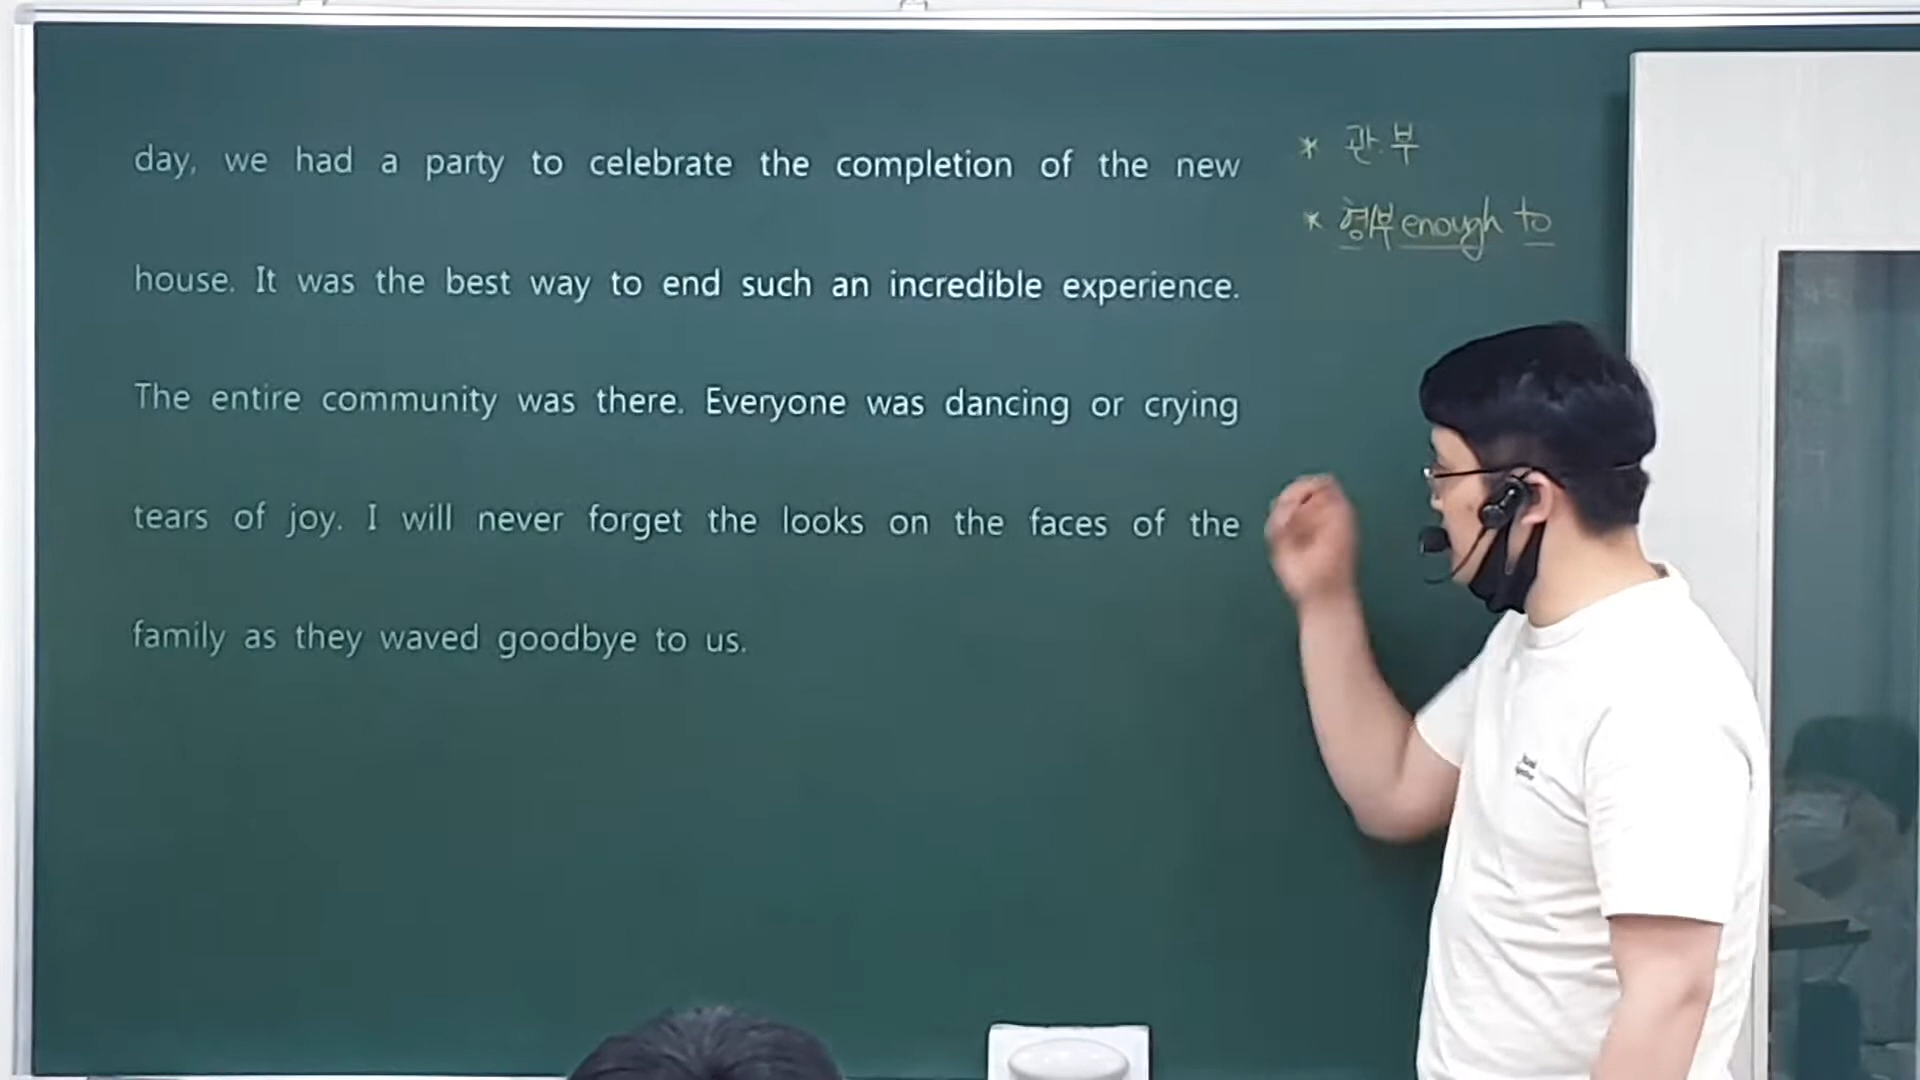 day, we had a party to celebrate the completion of the new
house. It was the best way to end such an incredible experience.
The entire community was there. Everyone was dancing or crying
tears of joy. I will never forget the looks on the faces of the
family as they waved goodbye to us.
* 관.부
* 형/부 enough to